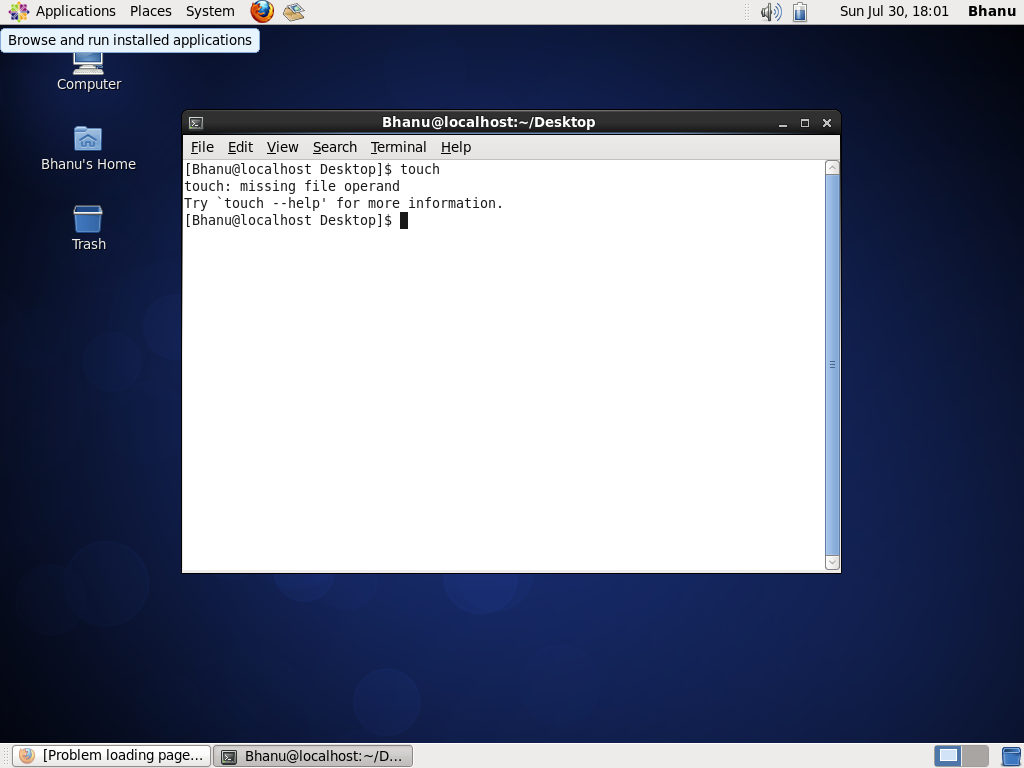 Applications Places System Sun Jul 30, 18:01 Bhanu
Browse and run installed applications
Computer
Bhanu's Home
Trash
Bhanu@localhost:~/Desktop
File Edit View Search Terminal Help
[Bhanu@localhost Desktop]$ touch
touch: missing file operand
Try `touch --help' for more information.
[Bhanu@localhost Desktop]$
[Problem loading page... Bhanu@localhost:~/D...